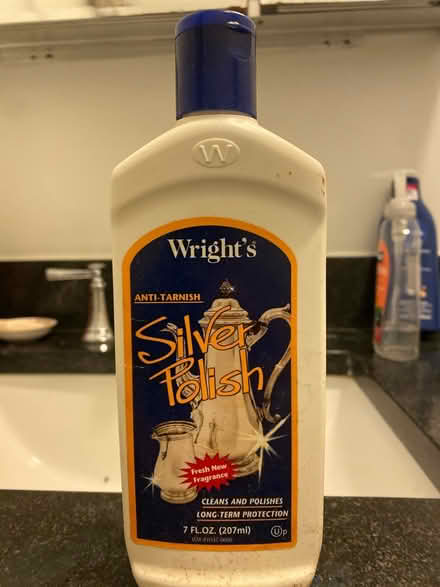 W
Wright's
ANTI-TARNISH
Silver
Polish
Fresh New
Fragrance
CLEANS AND POLISHES
LONG-TERM PROTECTION
7 FL.OZ. (207ml)
U P